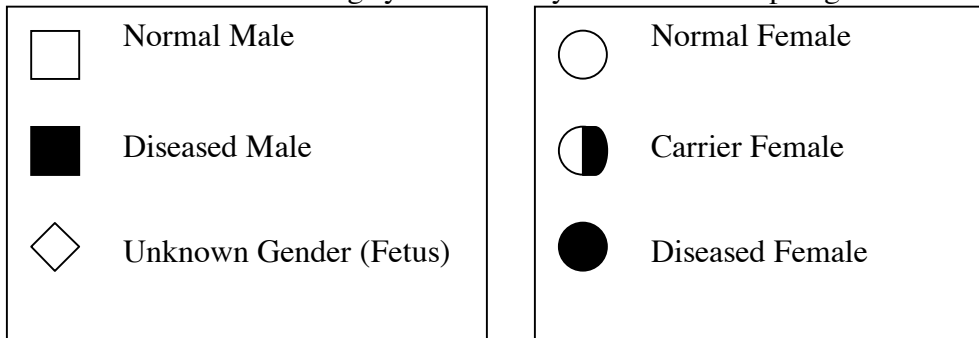 Normal Male
Diseased Male
Unknown Gender (Fetus)
Normal Female
Carrier Female
Diseased Female